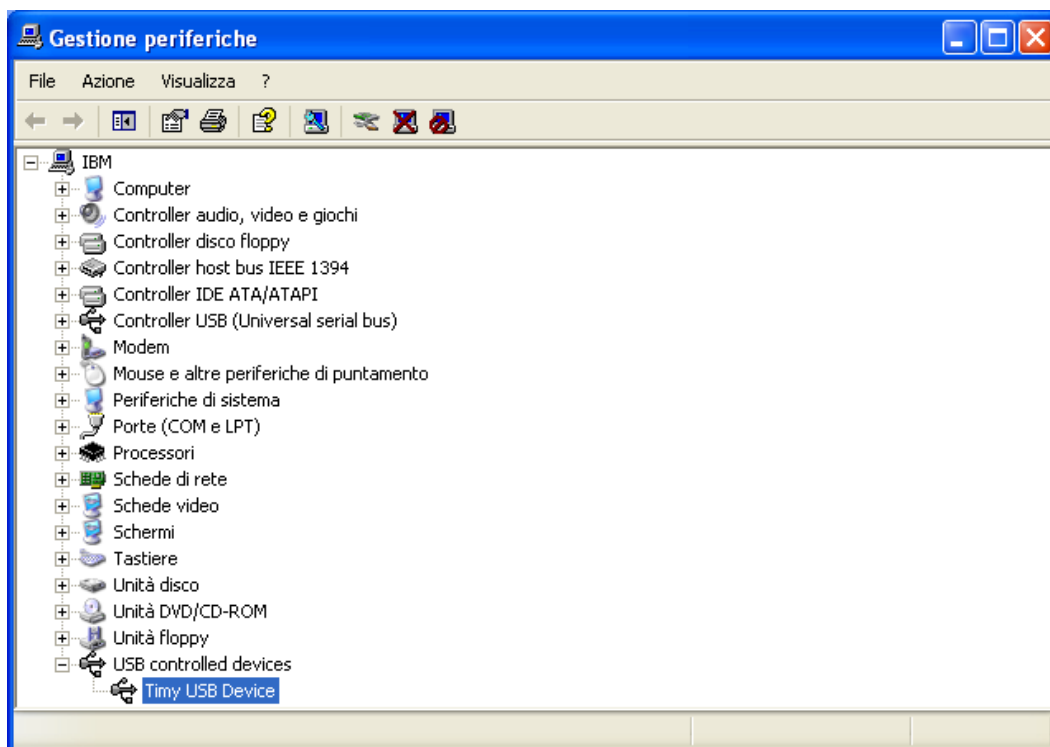 Gestione periferiche
File Azione Visualizza ?
IBM
Computer
Controller audio, video e giochi
Controller disco floppy
Controller host bus IEEE 1394
Controller IDE ATA/ATAPI
Controller USB (Universal serial bus)
Modem
Mouse e altre periferiche di puntamento
Periferiche di sistema
Porte (COM e LPT)
Processori
Schede di rete
Schede video
Schermi
Tastiere
Unità disco
Unità DVD/CD-ROM
Unità floppy
USB controlled devices
Timy USB Device